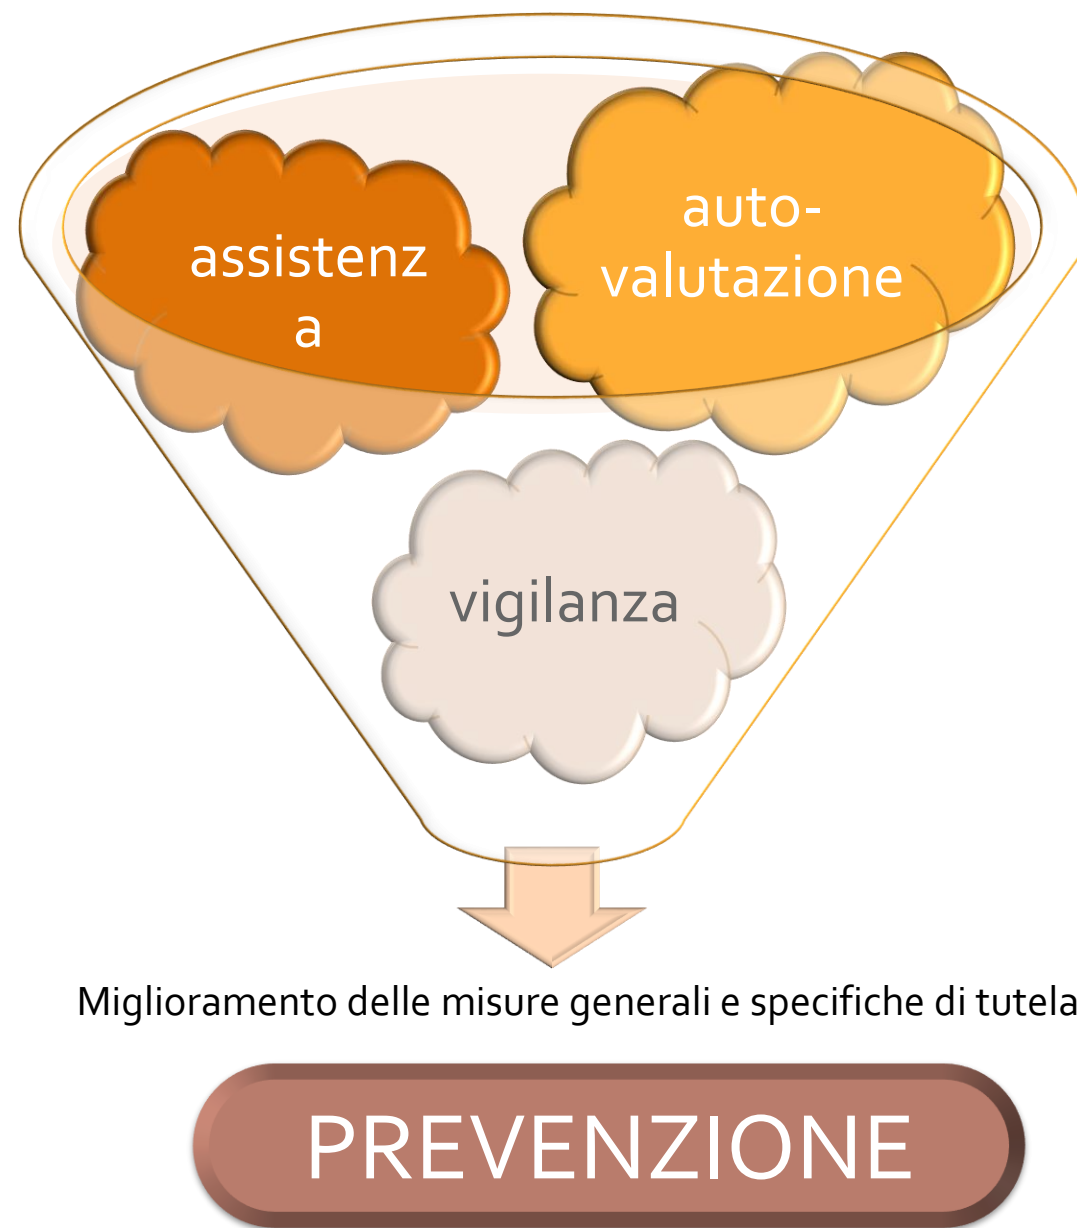 assistenz
a
auto-
valutazione
vigilanza
Miglioramento delle misure generali e specifiche di tutela
PREVENZIONE